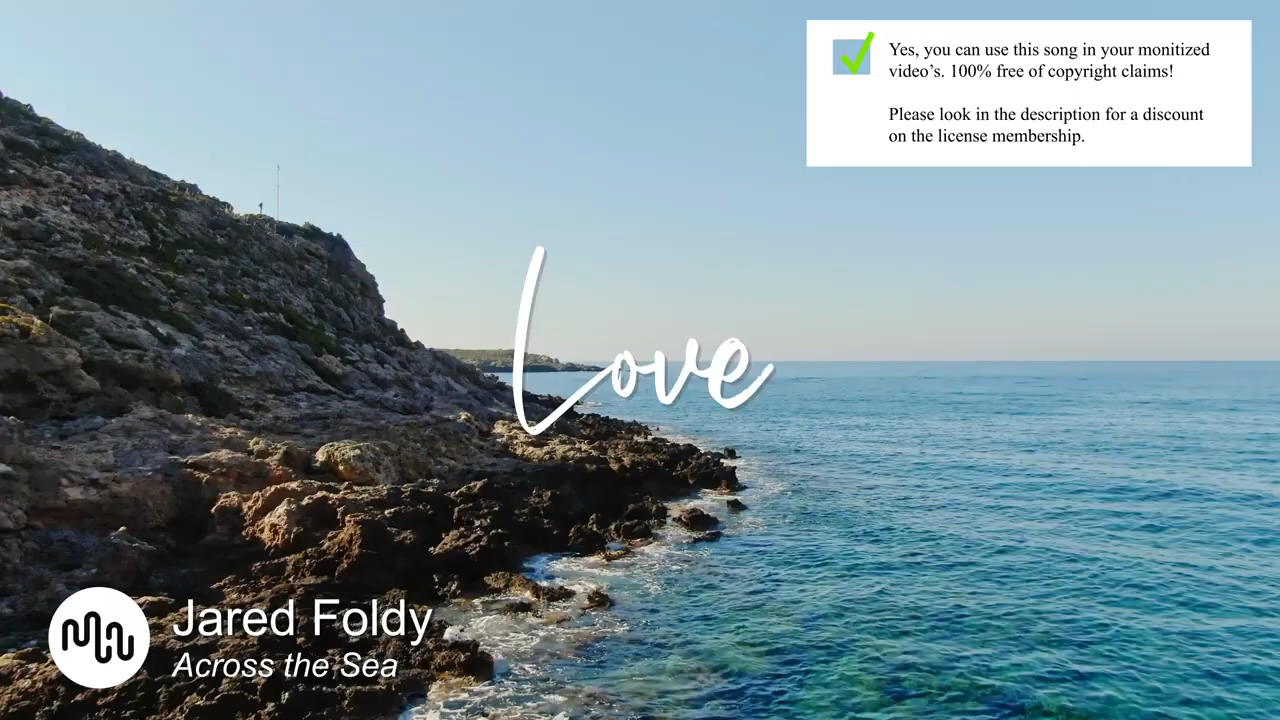 Yes, you can use this song in your monitized
video's. 100% free of copyright claims!
Please look in the description for a discount
on the license membership.
Love
Jared Foldy
Across the Sea